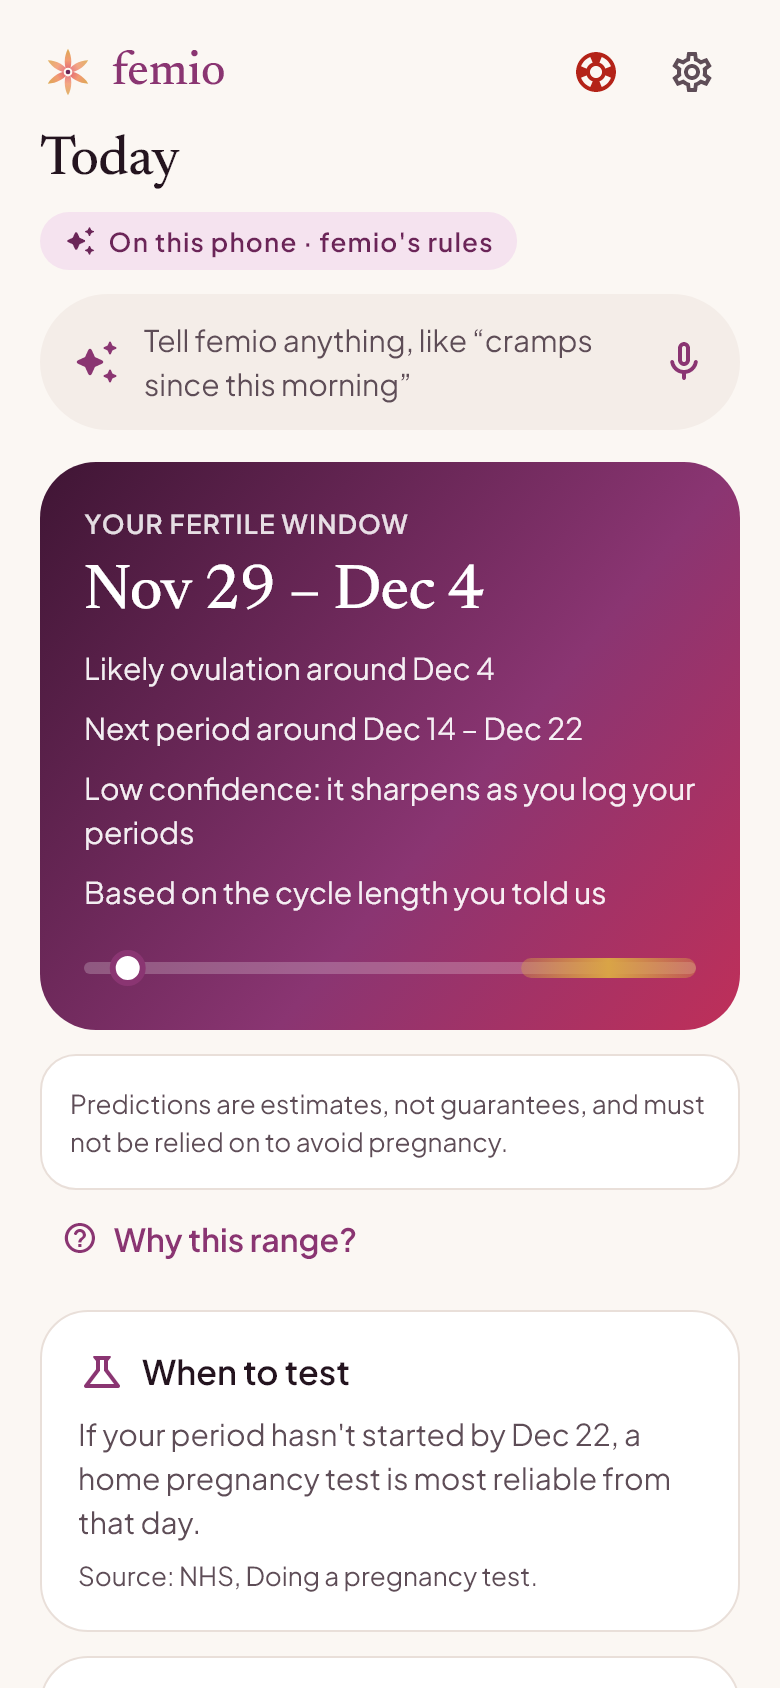 femio
Today
On this phone · femio's rules
Tell femio anything, like “cramps
since this morning”
YOUR FERTILE WINDOW
Nov 29 – Dec 4
Likely ovulation around Dec 4
Next period around Dec 14 – Dec 22
Low confidence: it sharpens as you log your
periods
Based on the cycle length you told us
Predictions are estimates, not guarantees, and must
not be relied on to avoid pregnancy.
Why this range?
When to test
If your period hasn't started by Dec 22, a
home pregnancy test is most reliable from
that day.
Source: NHS, Doing a pregnancy test.